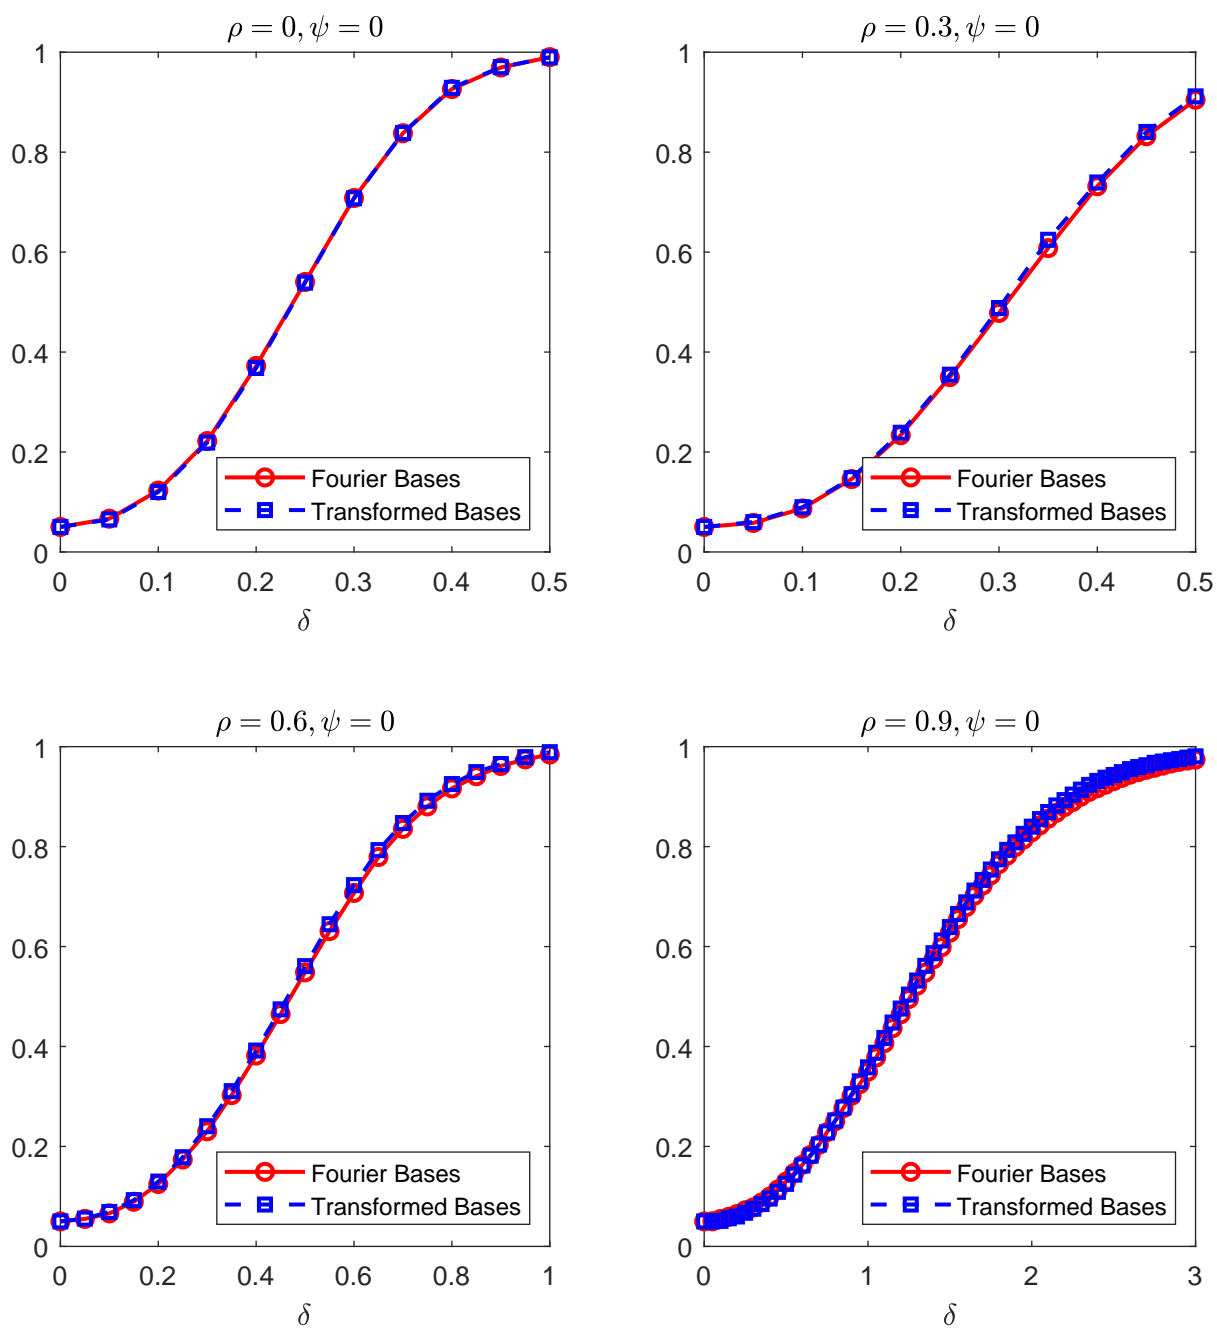 ρ = 0, ψ = 0
1
0.8
0.6
0.4
0.2
0
0 0.1 0.2 0.3 0.4 0.5
δ
Fourier Bases
Transformed Bases
ρ = 0.3, ψ = 0
1
0.8
0.6
0.4
0.2
0
0 0.1 0.2 0.3 0.4 0.5
δ
Fourier Bases
Transformed Bases
ρ = 0.6, ψ = 0
1
0.8
0.6
0.4
0.2
0
0 0.2 0.4 0.6 0.8 1
δ
Fourier Bases
Transformed Bases
ρ = 0.9, ψ = 0
1
0.8
0.6
0.4
0.2
0
0 1 2 3
δ
Fourier Bases
Transformed Bases